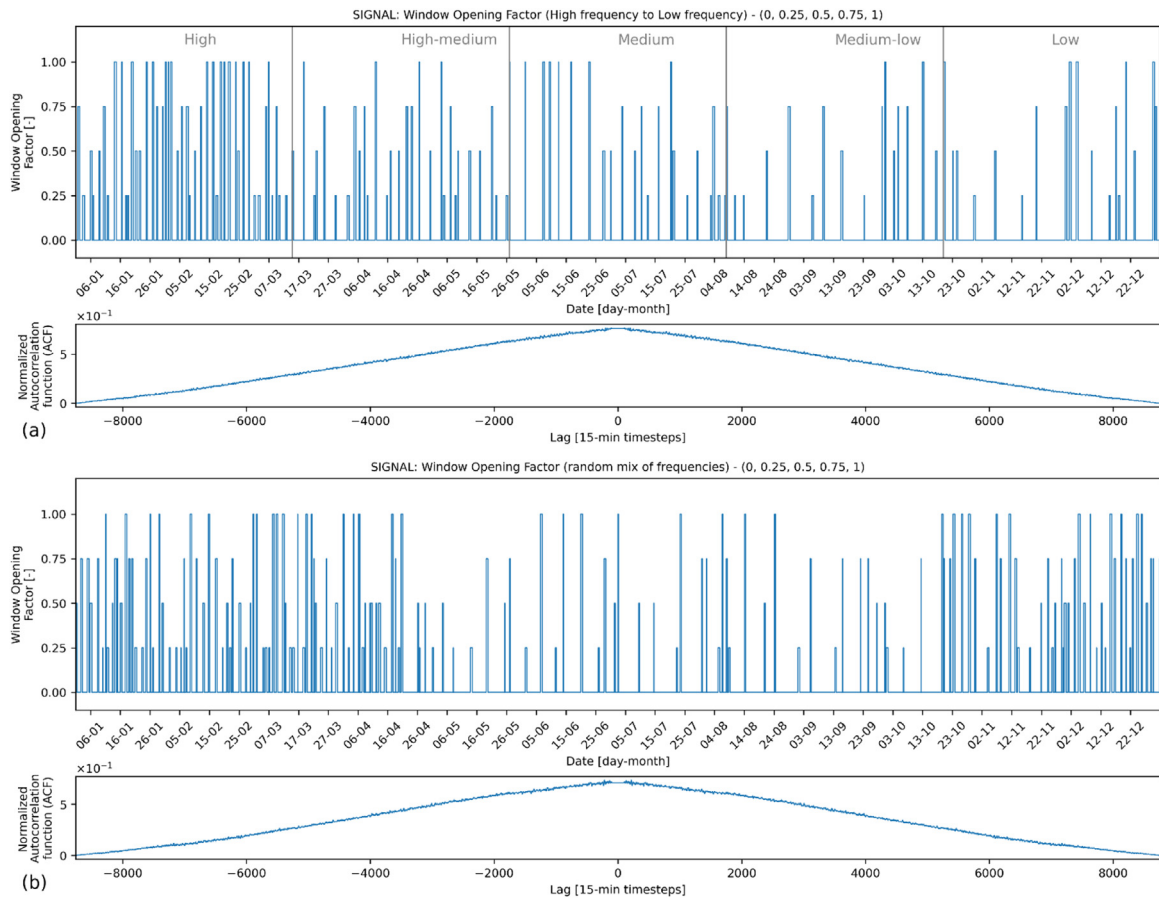 SIGNAL: Window Opening Factor (High frequency to Low frequency) - (0, 0.25, 0.5, 0.75, 1)
High High-medium Medium Medium-low Low
1.00
0.75
0.50
0.25
0.00
Window Opening
Factor [-]
06-01 16-01 26-01 05-02 15-02 25-02 07-03 17-03 27-03 06-04 16-04 26-04 06-05 16-05 26-05 05-06 15-06 25-06 05-07 15-07 25-07 04-08 14-08 24-08 03-09 13-09 23-09 03-10 13-10 23-10 02-11 12-11 22-11 02-12 12-12 22-12
Date [day-month]
×10⁻¹
5
0
Normalized
Autocorrelation
function (ACF)
−8000 −6000 −4000 −2000 0 2000 4000 6000 8000
Lag [15-min timesteps]
(a)
SIGNAL: Window Opening Factor (random mix of frequencies) - (0, 0.25, 0.5, 0.75, 1)
1.00
0.75
0.50
0.25
0.00
Window Opening
Factor [-]
06-01 16-01 26-01 05-02 15-02 25-02 07-03 17-03 27-03 06-04 16-04 26-04 06-05 16-05 26-05 05-06 15-06 25-06 05-07 15-07 25-07 04-08 14-08 24-08 03-09 13-09 23-09 03-10 13-10 23-10 02-11 12-11 22-11 02-12 12-12 22-12
Date [day-month]
×10⁻¹
5
0
Normalized
Autocorrelation
function (ACF)
−8000 −6000 −4000 −2000 0 2000 4000 6000 8000
Lag [15-min timesteps]
(b)